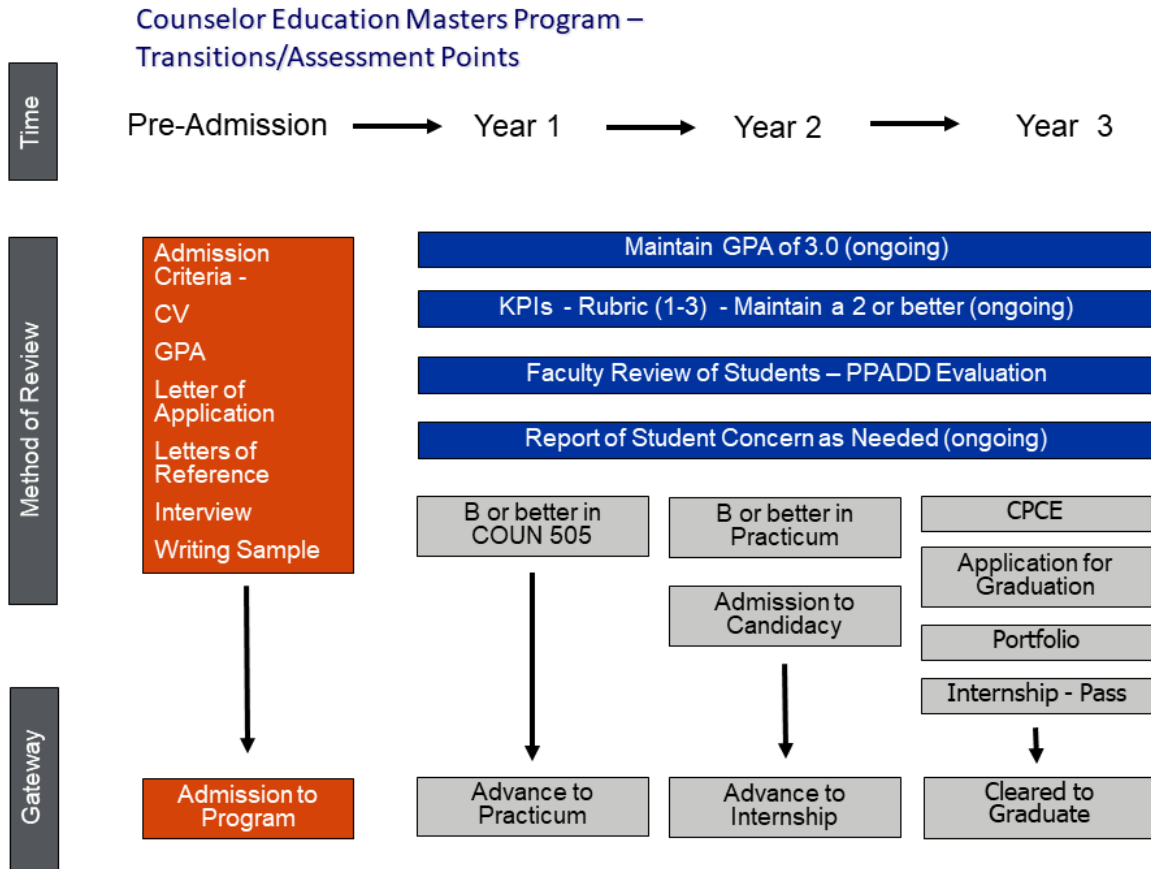 Counselor Education Masters Program –
Transitions/Assessment Points
Time
Pre-Admission
Year 1
Year 2
Year 3
Method of Review
Admission
Criteria -
CV
GPA
Letter of
Application
Letters of
Reference
Interview
Writing Sample
Maintain GPA of 3.0 (ongoing)
KPIs - Rubric (1-3) - Maintain a 2 or better (ongoing)
Faculty Review of Students – PPADD Evaluation
Report of Student Concern as Needed (ongoing)
B or better in
COUN 505
B or better in
Practicum
Admission to
Candidacy
CPCE
Application for
Graduation
Portfolio
Internship - Pass
Gateway
Admission to
Program
Advance to
Practicum
Advance to
Internship
Cleared to
Graduate